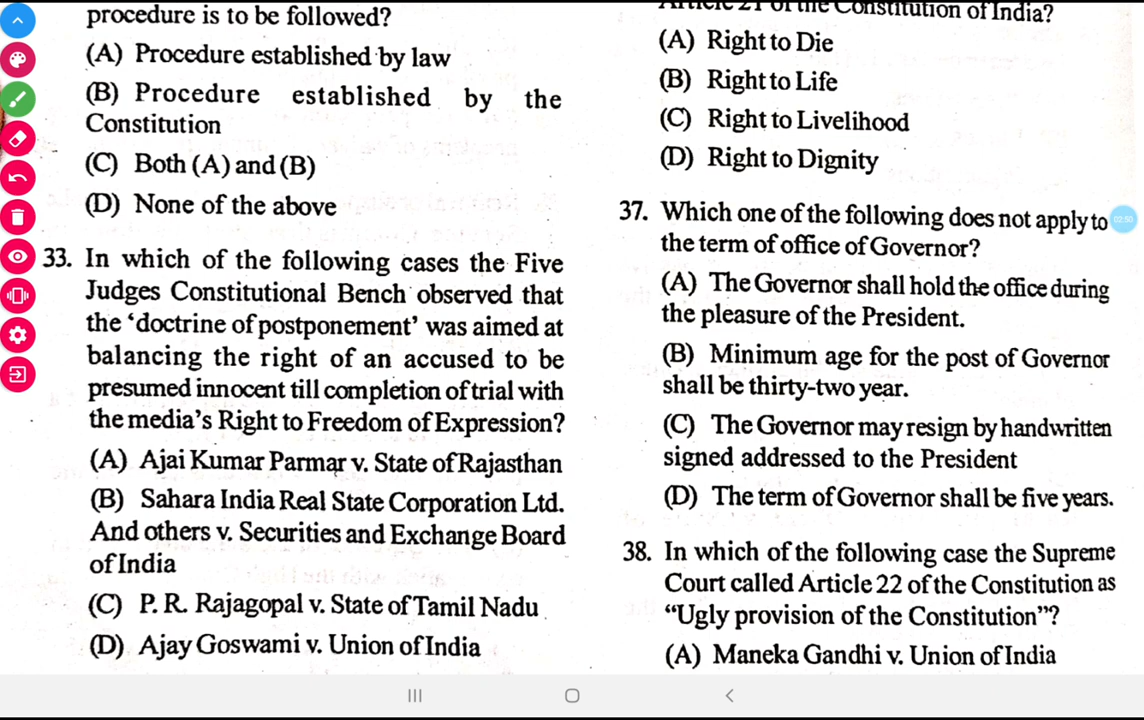 procedure is to be followed?
(A) Procedure established by law
(B) Procedure established by the
Constitution
(C) Both (A) and (B)
(D) None of the above
33. In which of the following cases the Five
Judges Constitutional Bench observed that
the ‘doctrine of postponement’ was aimed at
balancing the right of an accused to be
presumed innocent till completion of trial with
the media’s Right to Freedom of Expression?
(A) Ajai Kumar Parmar v. State of Rajasthan
(B) Sahara India Real State Corporation Ltd.
And others v. Securities and Exchange Board
of India
(C) P. R. Rajagopal v. State of Tamil Nadu
(D) Ajay Goswami v. Union of India
Article 21 of the Constitution of India?
(A) Right to Die
(B) Right to Life
(C) Right to Livelihood
(D) Right to Dignity
37. Which one of the following does not apply to
the term of office of Governor?
(A) The Governor shall hold the office during
the pleasure of the President.
(B) Minimum age for the post of Governor
shall be thirty-two year.
(C) The Governor may resign by handwritten
signed addressed to the President
(D) The term of Governor shall be five years.
38. In which of the following case the Supreme
Court called Article 22 of the Constitution as
“Ugly provision of the Constitution”?
(A) Maneka Gandhi v. Union of India
02:50